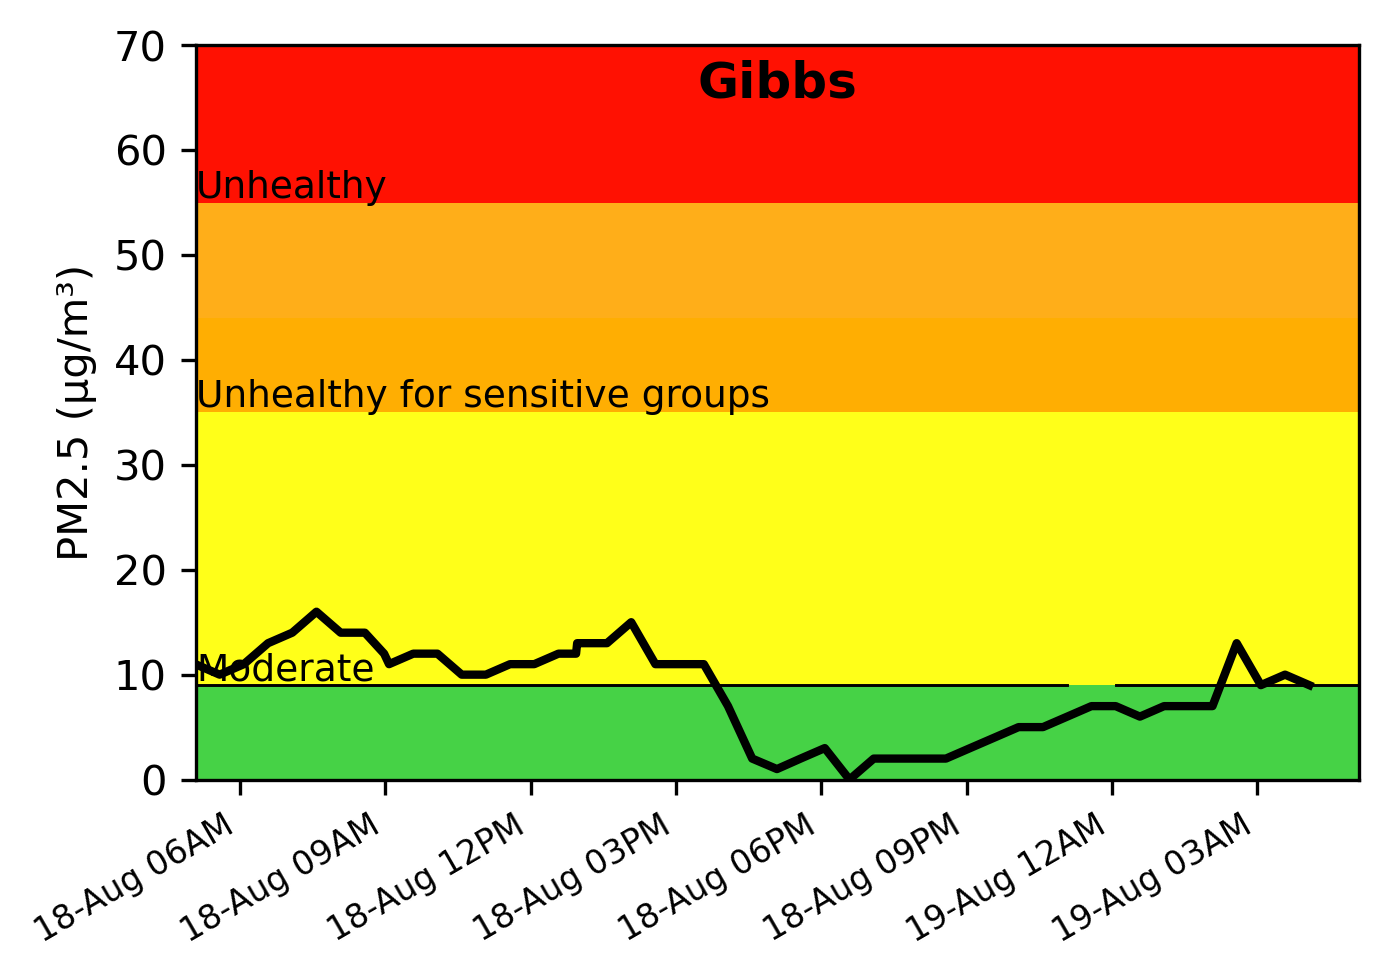 Gibbs
PM2.5 (µg/m³)
70
60
50
40
30
20
10
0
Unhealthy
Unhealthy for sensitive groups
Moderate
18-Aug 06AM
18-Aug 09AM
18-Aug 12PM
18-Aug 03PM
18-Aug 06PM
18-Aug 09PM
19-Aug 12AM
19-Aug 03AM